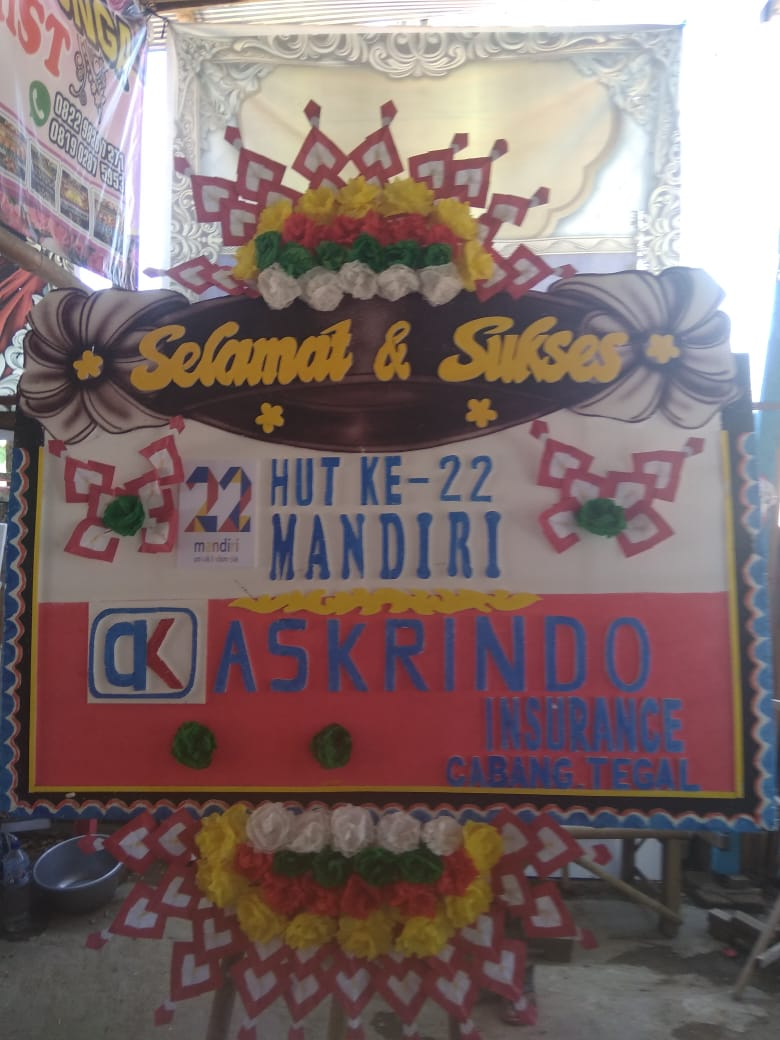 Selamat & Sukses
22
mandiri
HUT KE-22
MANDIRI
ASKRINDO
INSURANCE
CABANG TEGAL